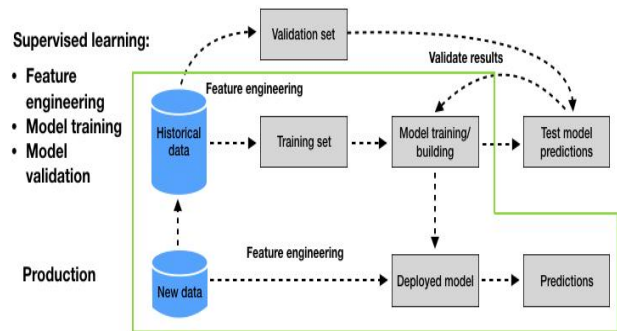 Supervised learning:
• Feature
engineering
• Model training
• Model
validation
Validation set
Validate results
Feature engineering
Historical
data
Training set
Model training/
building
Test model
predictions
Production
New data
Feature engineering
Deployed model
Predictions